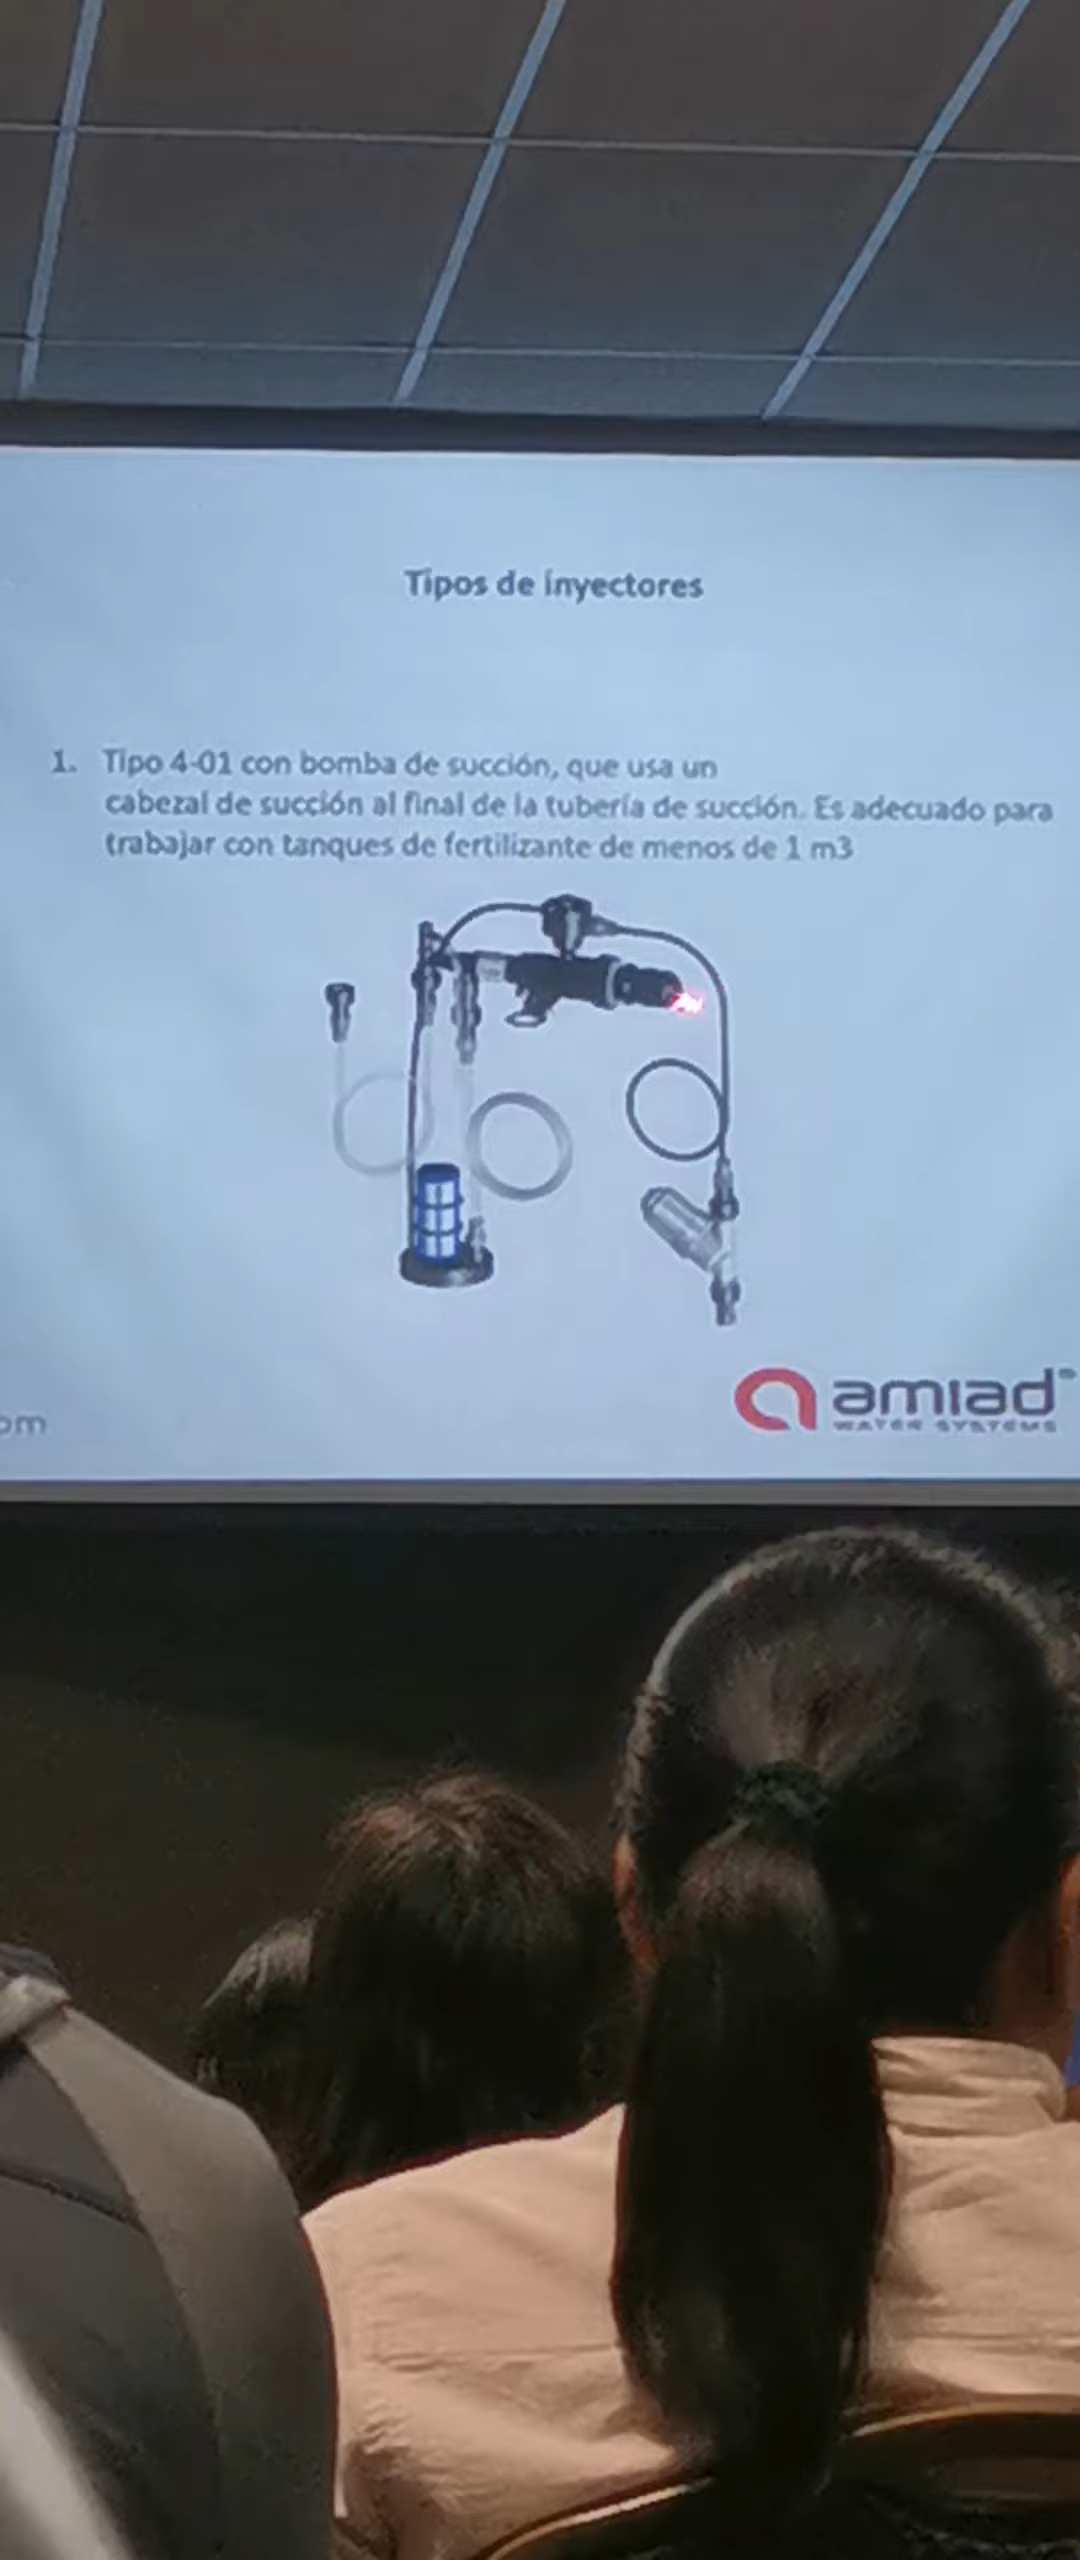 Tipos de inyectores
1. Tipo 4-01 con bomba de succión, que usa un
cabezal de succión al final de la tubería de succión. Es adecuado para
trabajar con tanques de fertilizante de menos de 1 m3
om
amiad
WATER SYSTEMS